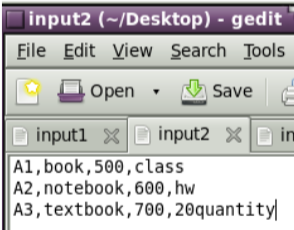 input2 (~/Desktop) - gedit
File Edit View Search Tools
Open Save
input1 input2 in
A1,book,500,class
A2,notebook,600,hw
A3,textbook,700,20quantity